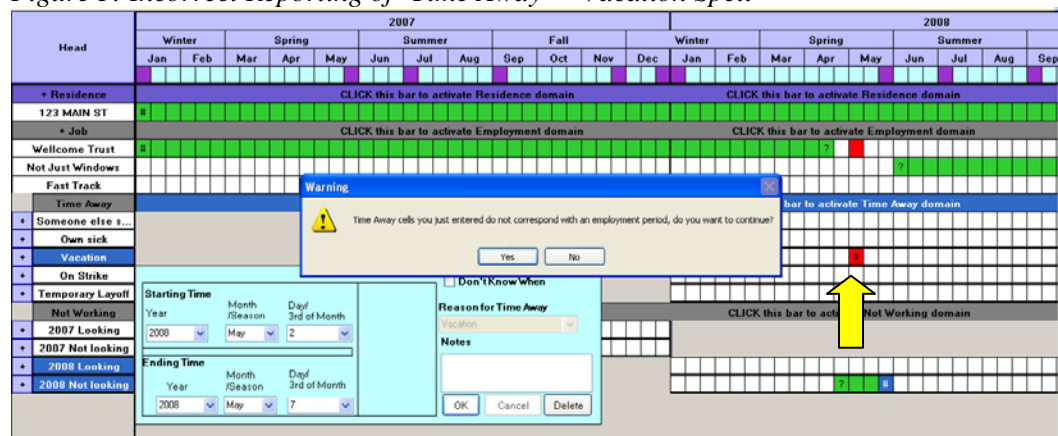 Figure 5. Incorrect Reporting of "Time Away" – Vacation Spell
2007 2008
Head Winter Spring Summer Fall Winter Spring Summer
Jan Feb Mar Apr May Jun Jul Aug Sep Oct Nov Dec Jan Feb Mar Apr May Jun Jul Aug Sep
+ Residence CLICK this bar to activate Residence domain CLICK this bar to activate Residence domain
123 MAIN ST #
+ Job CLICK this bar to activate Employment domain CLICK this bar to activate Employment domain
Wellcome Trust # ?
Not Just Windows ?
Fast Track
Warning
Time Away bar to activate Time Away domain
Time Away cells you just entered do not correspond with an employment period, do you want to continue?
+ Someone else s...
+ Own sick
Yes No
+ Vacation #
+ On Strike
Don't Know When
+ Temporary Layoff
Starting Time
Month Day/
Year /Season 3rd of Month
2008 May 2
Reason for Time Away
Vacation
Notes
Not Working CLICK this bar to acti Not Working domain
+ 2007 Looking
+ 2007 Not looking
Ending Time
Month Day/
Year /Season 3rd of Month
2008 May 7
+ 2008 Looking
+ 2008 Not looking ? #
OK Cancel Delete